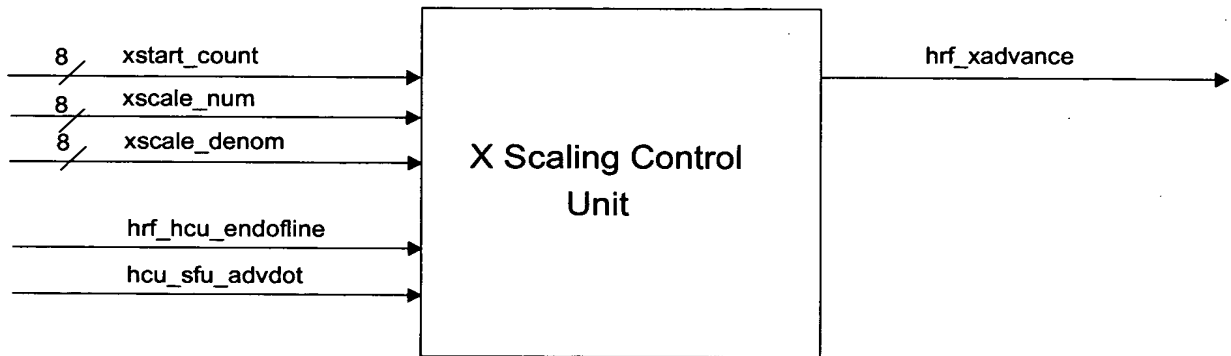 8 xstart_count
hrf_xadvance
8 xscale_num
8 xscale_denom
X Scaling Control
Unit
hrf_hcu_endofline
hcu_sfu_advdot